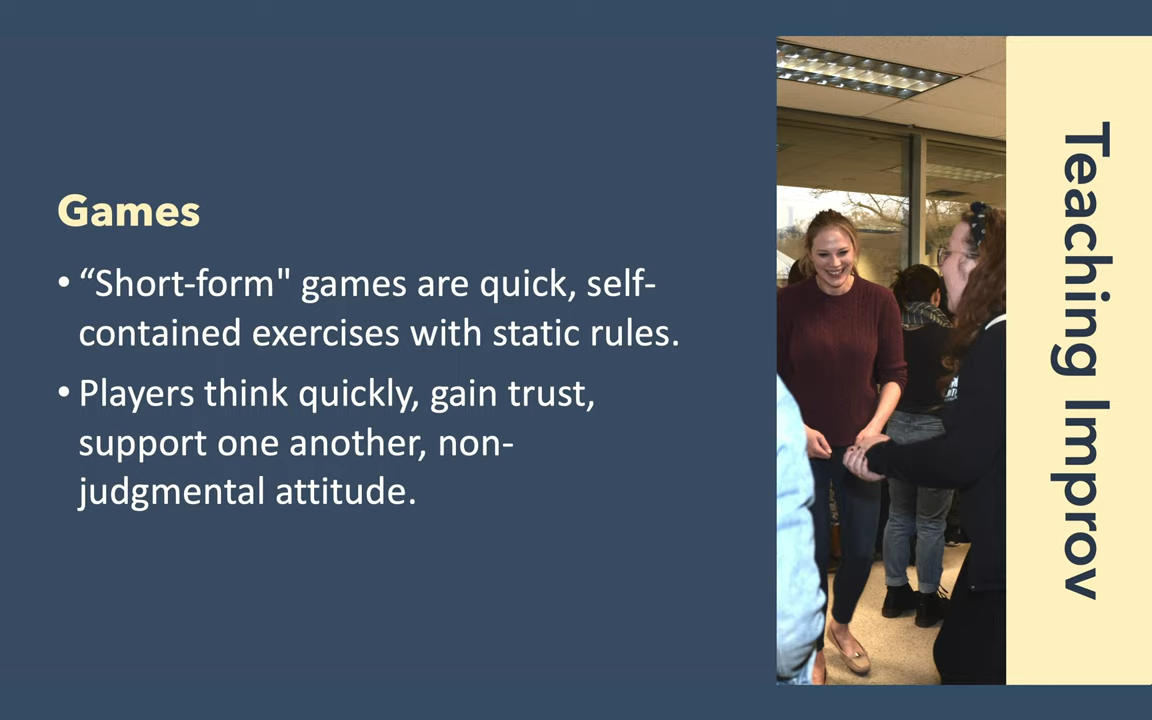 Games
• “Short-form" games are quick, self-
contained exercises with static rules.
• Players think quickly, gain trust,
support one another, non-
judgmental attitude.
Teaching Improv